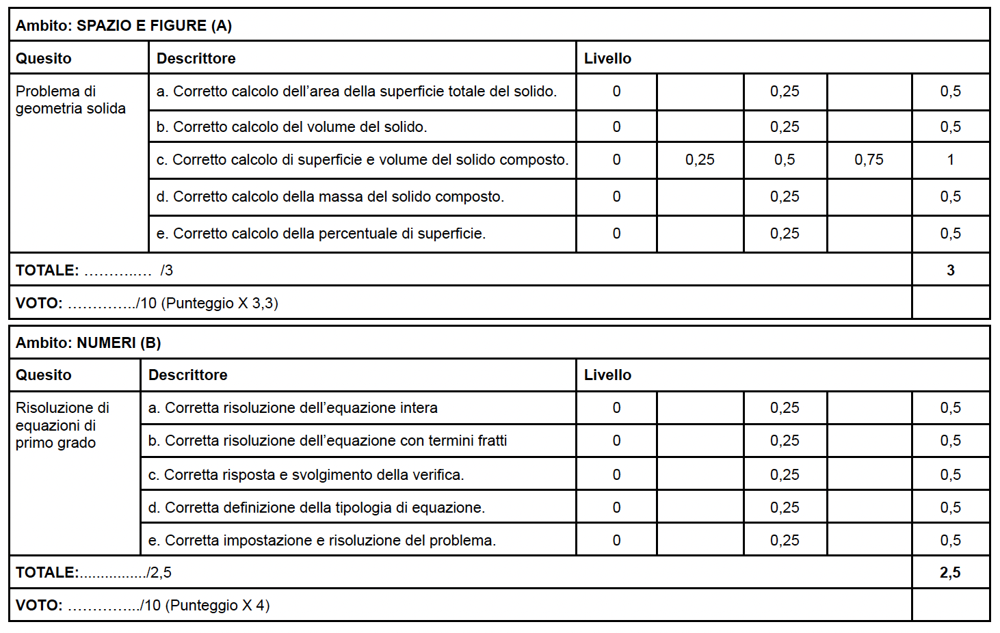 Ambito: SPAZIO E FIGURE (A)
Quesito Descrittore Livello
Problema di geometria solida
a. Corretto calcolo dell’area della superficie totale del solido. 0 0,25 0,5
b. Corretto calcolo del volume del solido. 0 0,25 0,5
c. Corretto calcolo di superficie e volume del solido composto. 0 0,25 0,5 0,75 1
d. Corretto calcolo della massa del solido composto. 0 0,25 0,5
e. Corretto calcolo della percentuale di superficie. 0 0,25 0,5
TOTALE: ………..… /3 3
VOTO: …………../10 (Punteggio X 3,3)
Ambito: NUMERI (B)
Quesito Descrittore Livello
Risoluzione di equazioni di primo grado
a. Corretta risoluzione dell’equazione intera 0 0,25 0,5
b. Corretta risoluzione dell’equazione con termini fratti 0 0,25 0,5
c. Corretta risposta e svolgimento della verifica. 0 0,25 0,5
d. Corretta definizione della tipologia di equazione. 0 0,25 0,5
e. Corretta impostazione e risoluzione del problema. 0 0,25 0,5
TOTALE:................/2,5 2,5
VOTO: ………….../10 (Punteggio X 4)